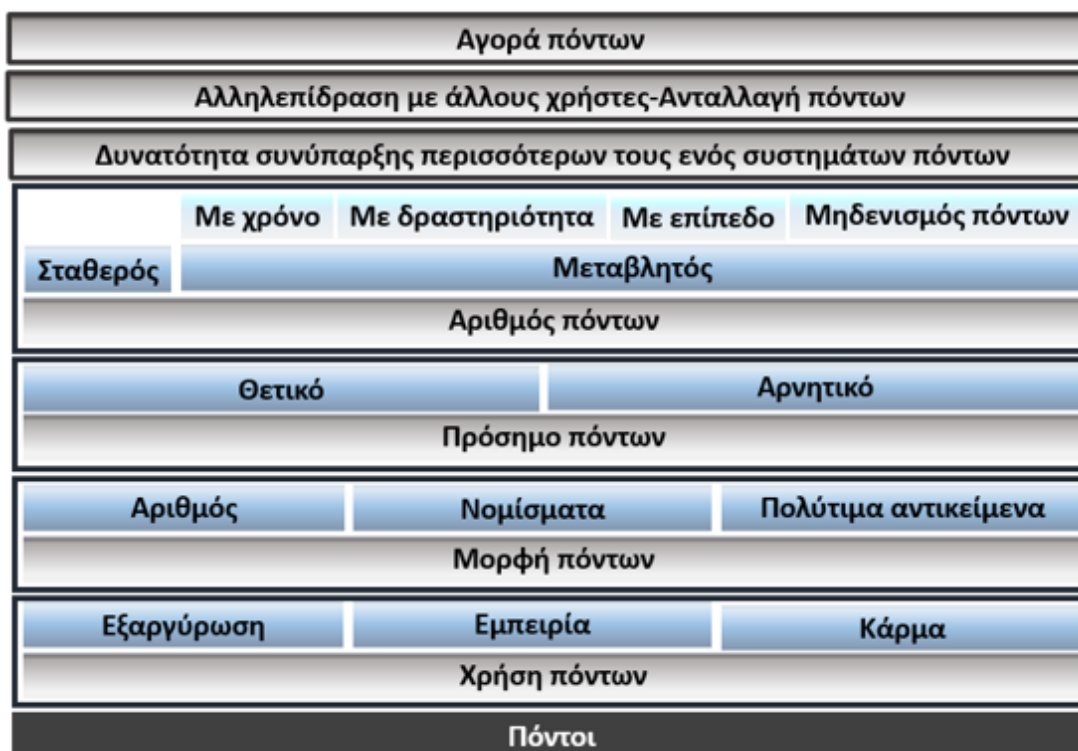 Αγορά πόντων
Αλληλεπίδραση με άλλους χρήστες-Ανταλλαγή πόντων
Δυνατότητα συνύπαρξης περισσότερων τους ενός συστημάτων πόντων
Με χρόνο Με δραστηριότητα Με επίπεδο Μηδενισμός πόντων
Σταθερός Μεταβλητός
Αριθμός πόντων
Θετικό Αρνητικό
Πρόσημο πόντων
Αριθμός Νομίσματα Πολύτιμα αντικείμενα
Μορφή πόντων
Εξαργύρωση Εμπειρία Κάρμα
Χρήση πόντων
Πόντοι